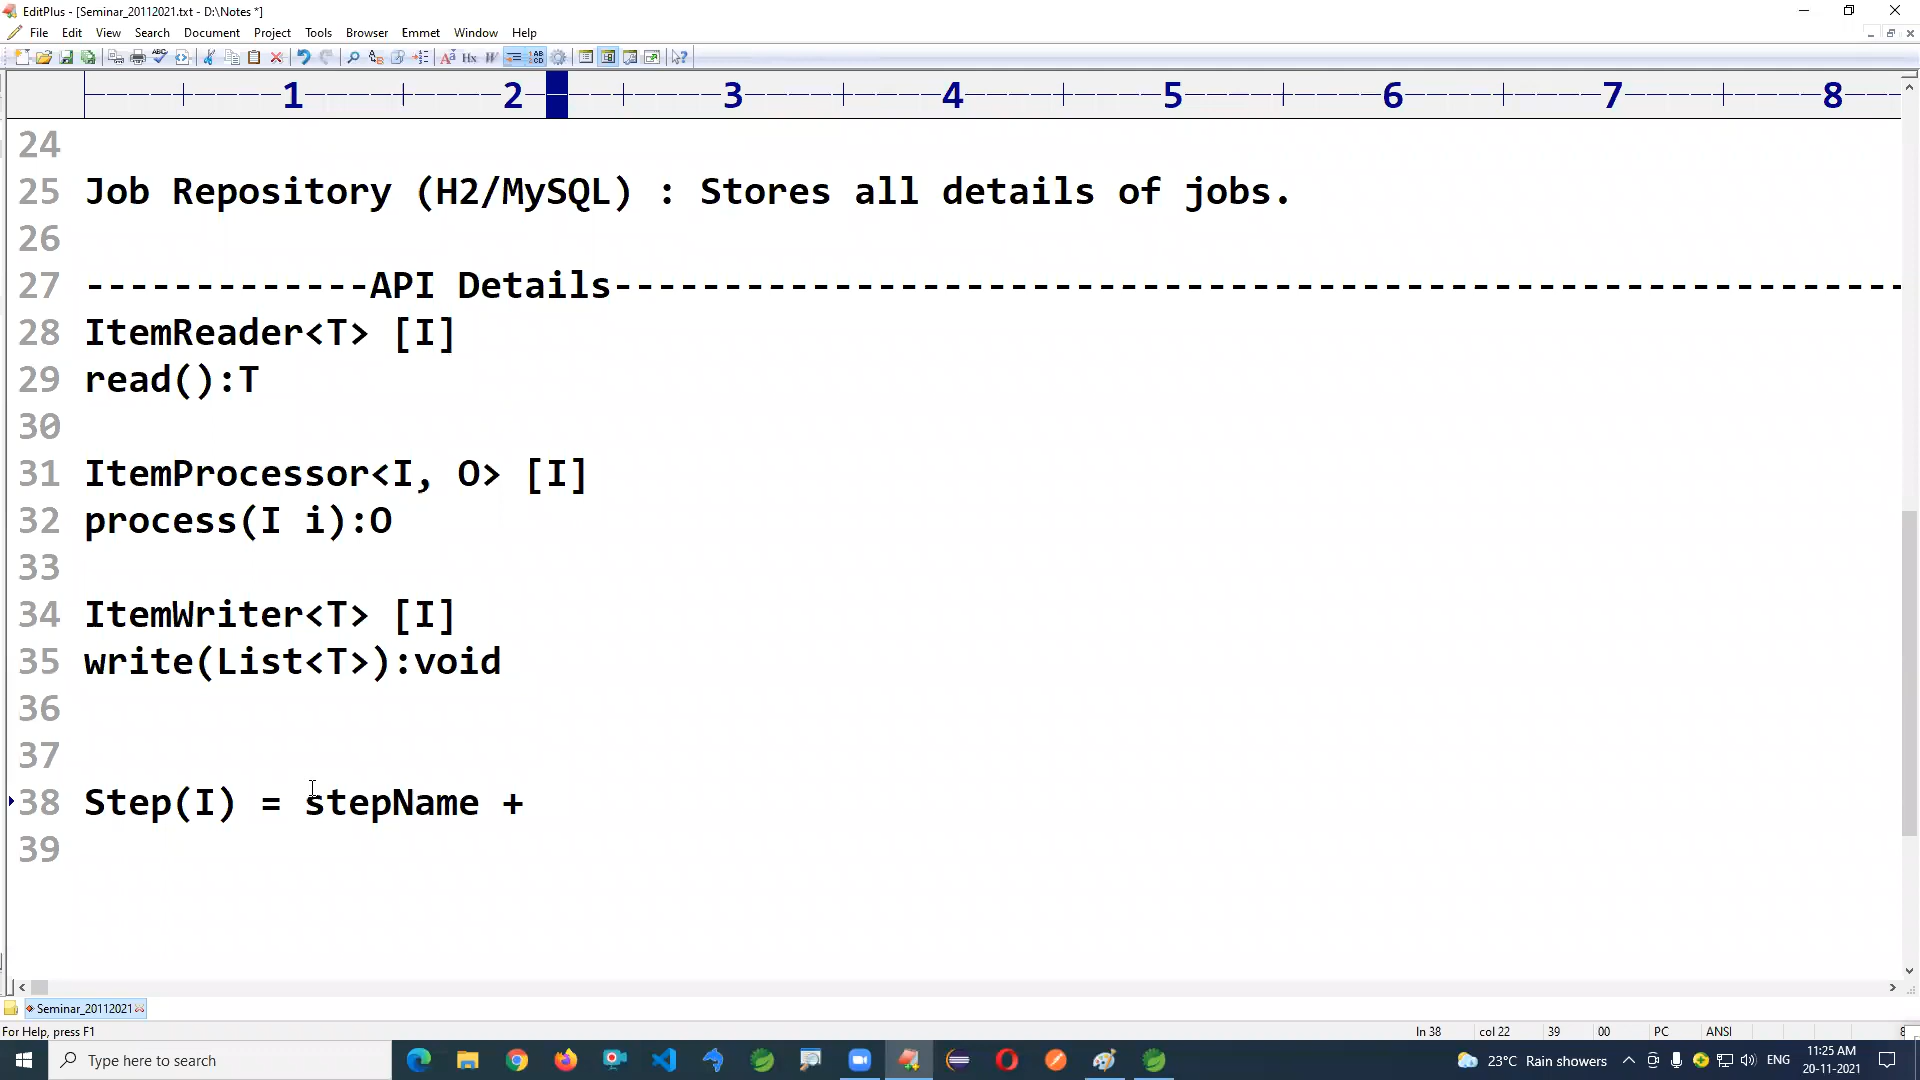 EditPlus - [Seminar_20112021.txt - D:\Notes *]
File Edit View Search Document Project Tools Browser Emmet Window Help
1 2 3 4 5 6 7 8
24
25 Job Repository (H2/MySQL) : Stores all details of jobs.
26
27 -------------API Details-----------------------------------------------------------
28 ItemReader<T> [I]
29 read():T
30
31 ItemProcessor<I, O> [I]
32 process(I i):O
33
34 ItemWriter<T> [I]
35 write(List<T>):void
36
37
38 Step(I) = stepName +
39
Seminar_20112021
For Help, press F1 ln 38 col 22 39 00 PC ANSI
Type here to search 23°C Rain showers ENG 11:25 AM
20-11-2021